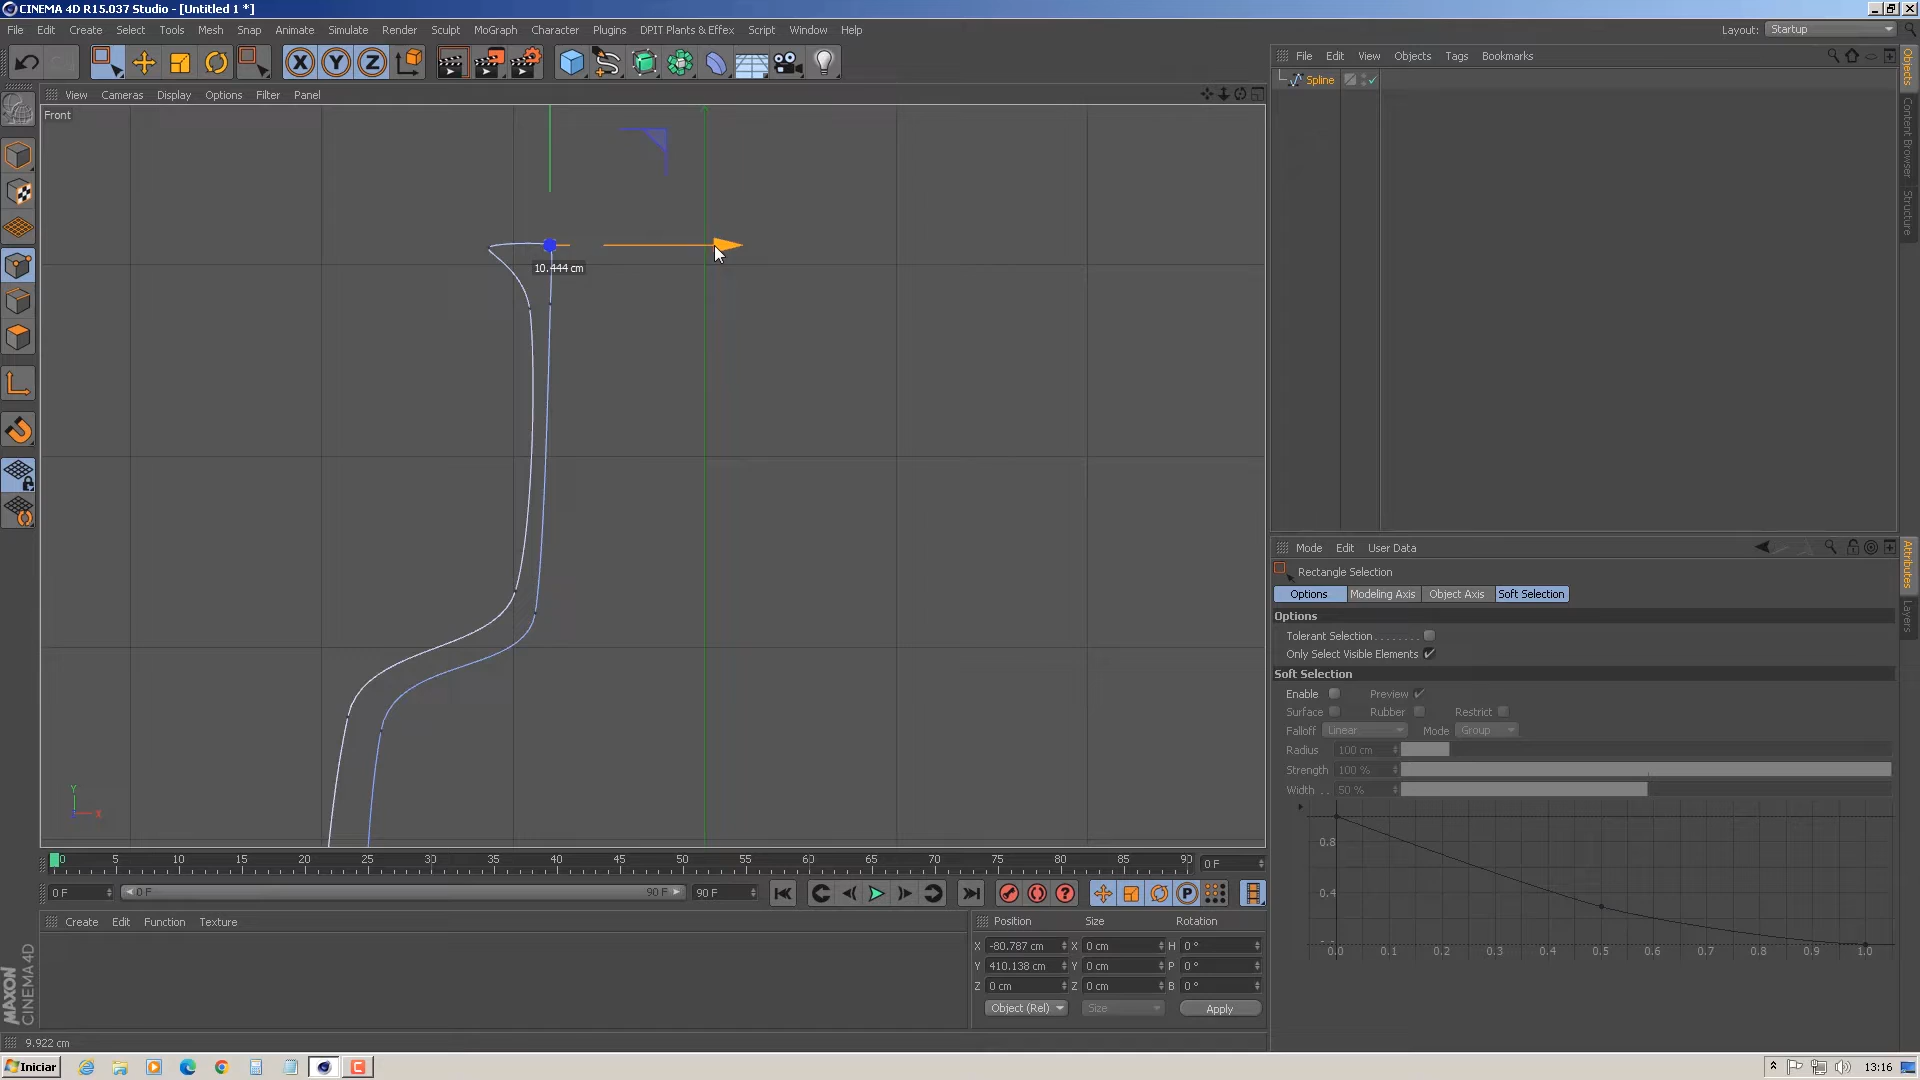 CINEMA 4D R15.037 Studio - [Untitled 1 *]
File Edit Create Select Tools Mesh Snap Animate Simulate Render Sculpt MoGraph Character Plugins DPIT Plants & Effex Script Window Help
Layout: Startup
X Y Z
File Edit View Objects Tags Bookmarks
Spline
Objects
Content Browser
Structure
View Cameras Display Options Filter Panel
Front
10.444 cm
Y
X
Mode Edit User Data
Rectangle Selection
Options Modeling Axis Object Axis Soft Selection
Options
Tolerant Selection
Only Select Visible Elements
Soft Selection
Enable Preview
Surface Rubber Restrict
Falloff Linear Mode Group
Radius 100 cm
Strength 100 %
Width 50 %
0.8
0.4
0.0 0.1 0.2 0.3 0.4 0.5 0.6 0.7 0.8 0.9 1.0
Attributes
Layers
0 5 10 15 20 25 30 35 40 45 50 55 60 65 70 75 80 85 90
0 F
0 F 0 F 90 F 90 F
P
Create Edit Function Texture
Position Size Rotation
X -80.787 cm X 0 cm H 0 °
Y 410.138 cm Y 0 cm P 0 °
Z 0 cm Z 0 cm B 0 °
Object (Rel) Size Apply
MAXON
CINEMA 4D
9.922 cm
Iniciar
13:16